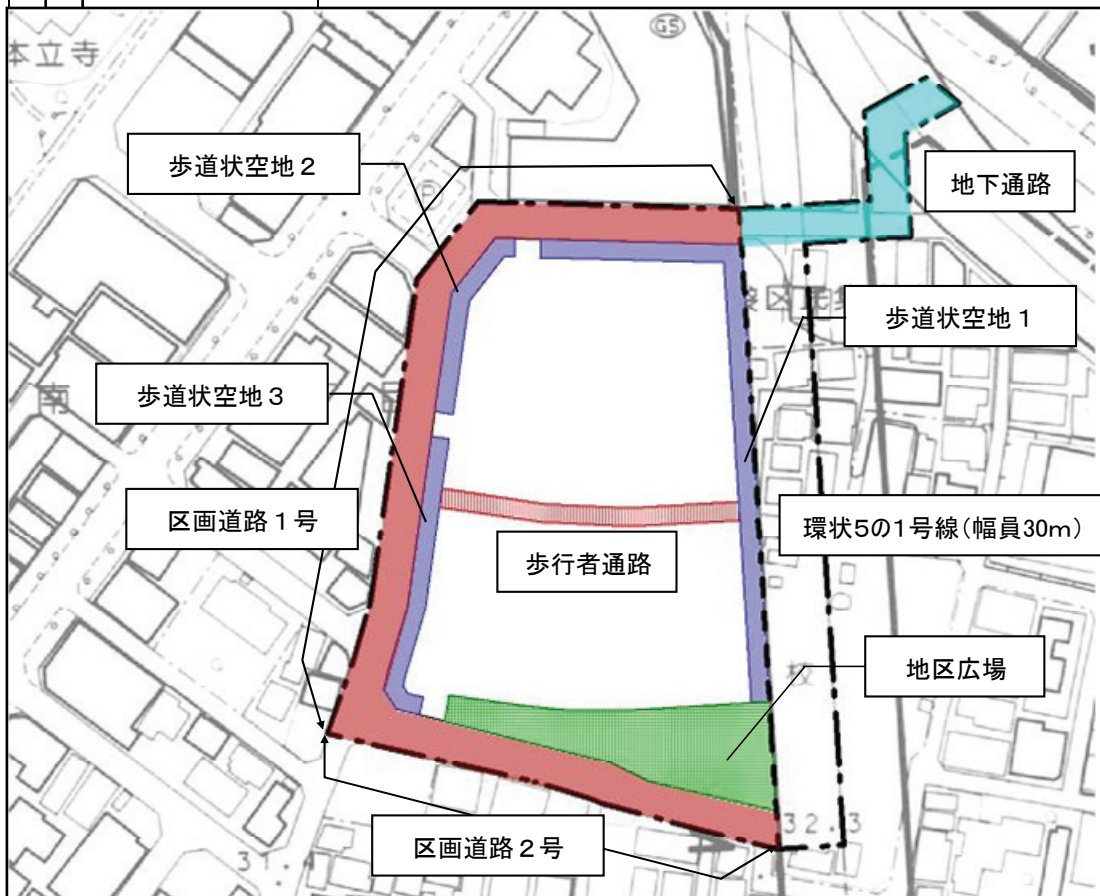 本立寺
G5
歩道状空地2
地下通路
P
歩道状空地1
歩道状空地3
南
区画道路1号
環状5の1号線(幅員30m)
歩行者通路
地区広場
枝
32.3
区画道路2号
31.4